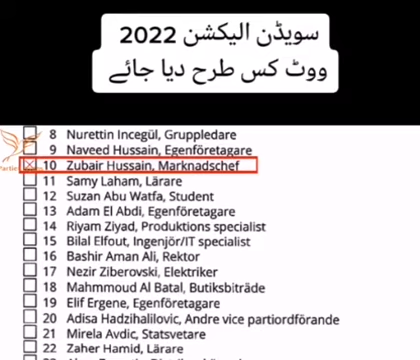 سویڈن الیکشن 2022
ووٹ کس طرح دیا جائے
8 Nurettin Incegül, Gruppledare
9 Naveed Hussain, Egenföretagare
10 Zubair Hussain, Marknadschef
11 Samy Laham, Lärare
12 Suzan Abu Watfa, Student
13 Adam El Abdi, Egenföretagare
14 Riyam Ziyad, Produktions specialist
15 Bilal Elfout, Ingenjör/IT specialist
16 Bashir Aman Ali, Rektor
17 Nezir Ziberovski, Elektriker
18 Mahmmoud Al Batal, Butiksbiträde
19 Elif Ergene, Egenföretagare
20 Adisa Hadzihalilovic, Andre vice partiordförande
21 Mirela Avdic, Statsvetare
22 Zaher Hamid, Lärare